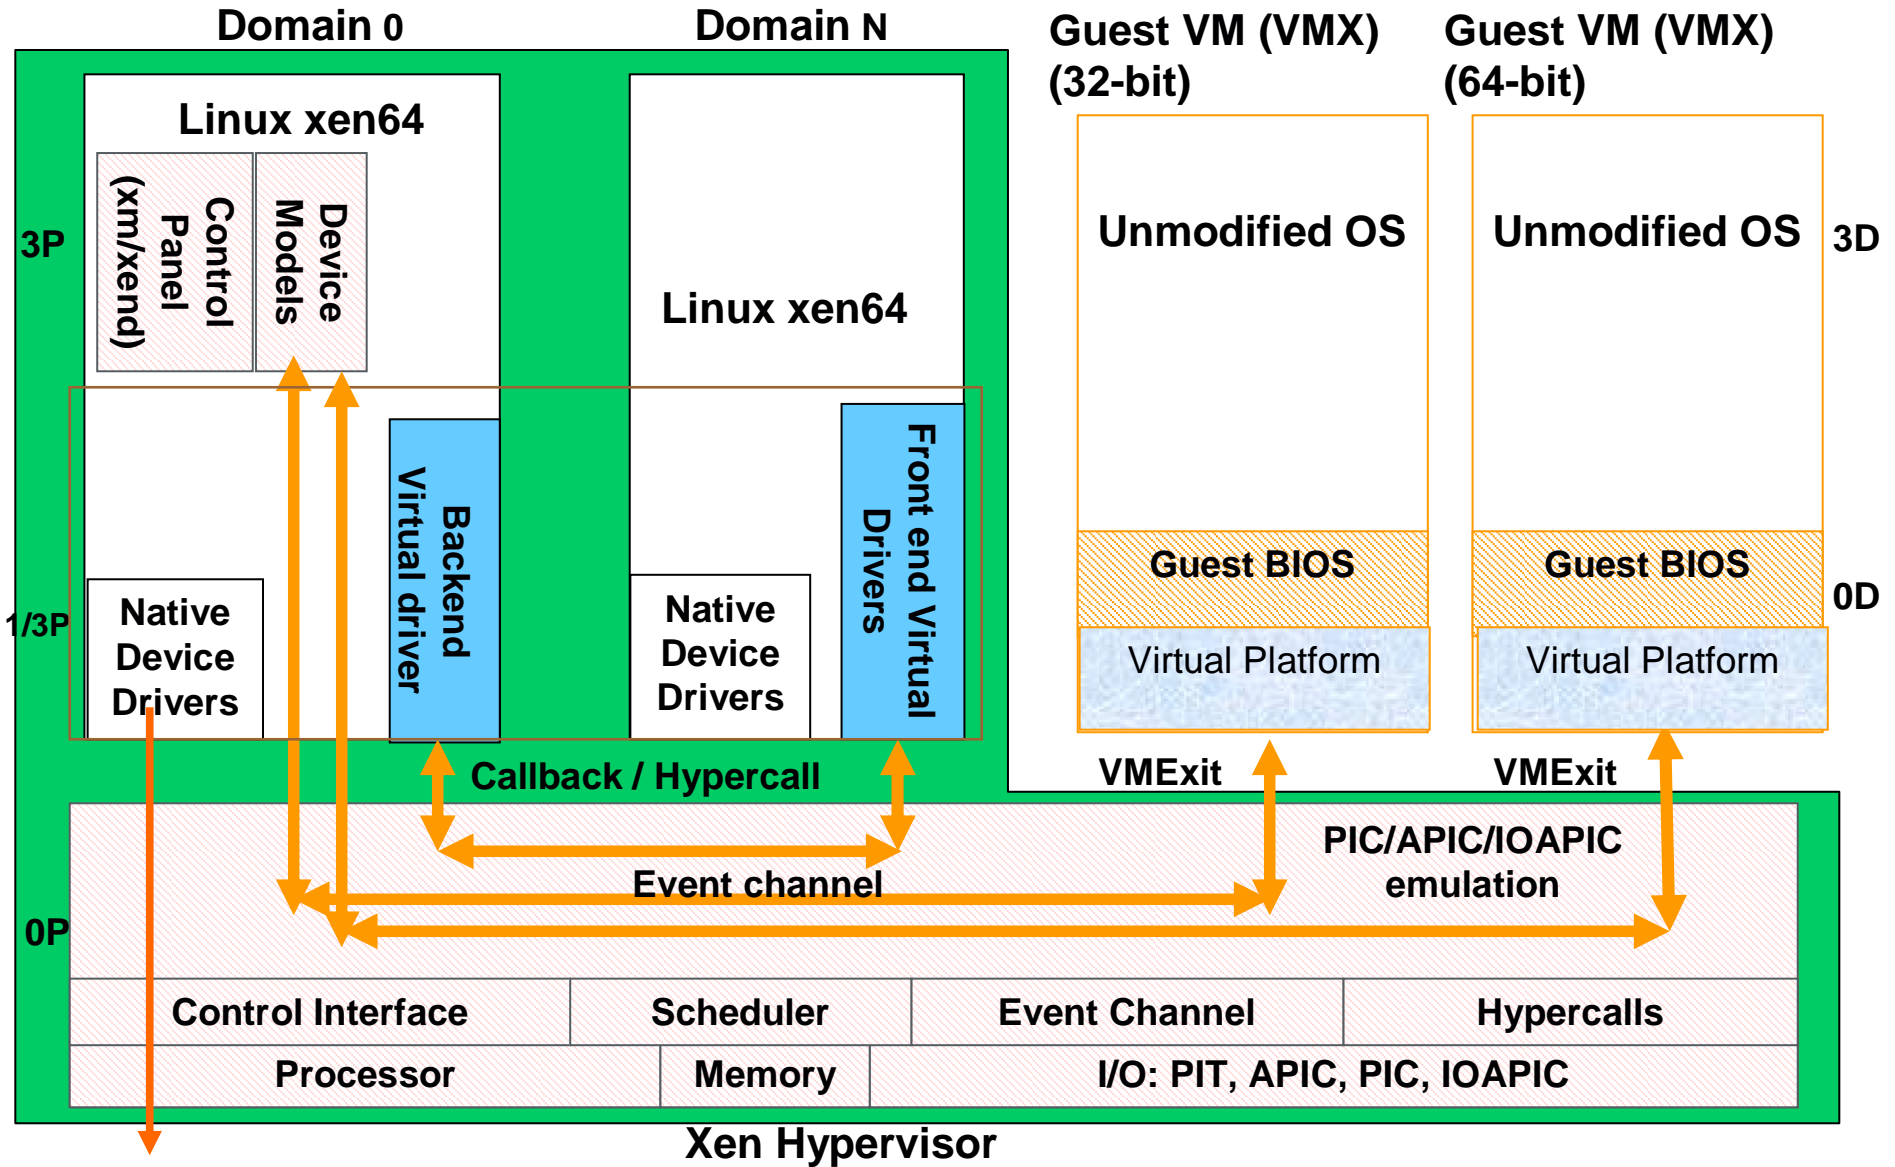 Domain 0
Domain N
Guest VM (VMX)
(32-bit)
Guest VM (VMX)
(64-bit)
Linux xen64
Control
Panel
(xm/xend)
Device
Models
3P
Linux xen64
Unmodified OS
Unmodified OS
3D
Backend
Virtual driver
Front end Virtual
Drivers
1/3P
Native
Device
Drivers
Native
Device
Drivers
Guest BIOS
Guest BIOS
0D
Virtual Platform
Virtual Platform
Callback / Hypercall
VMExit
VMExit
PIC/APIC/IOAPIC
emulation
Event channel
0P
Control Interface
Scheduler
Event Channel
Hypercalls
Processor
Memory
I/O: PIT, APIC, PIC, IOAPIC
Xen Hypervisor